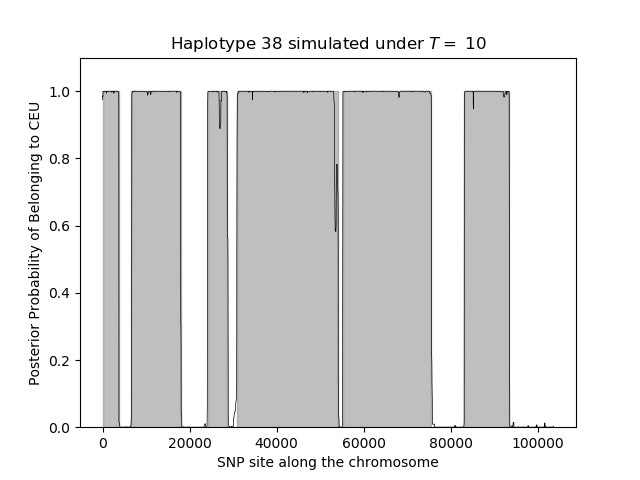 Haplotype 38 simulated under T = 10
Posterior Probability of Belonging to CEU
1.0
0.8
0.6
0.4
0.2
0.0
0 20000 40000 60000 80000 100000
SNP site along the chromosome